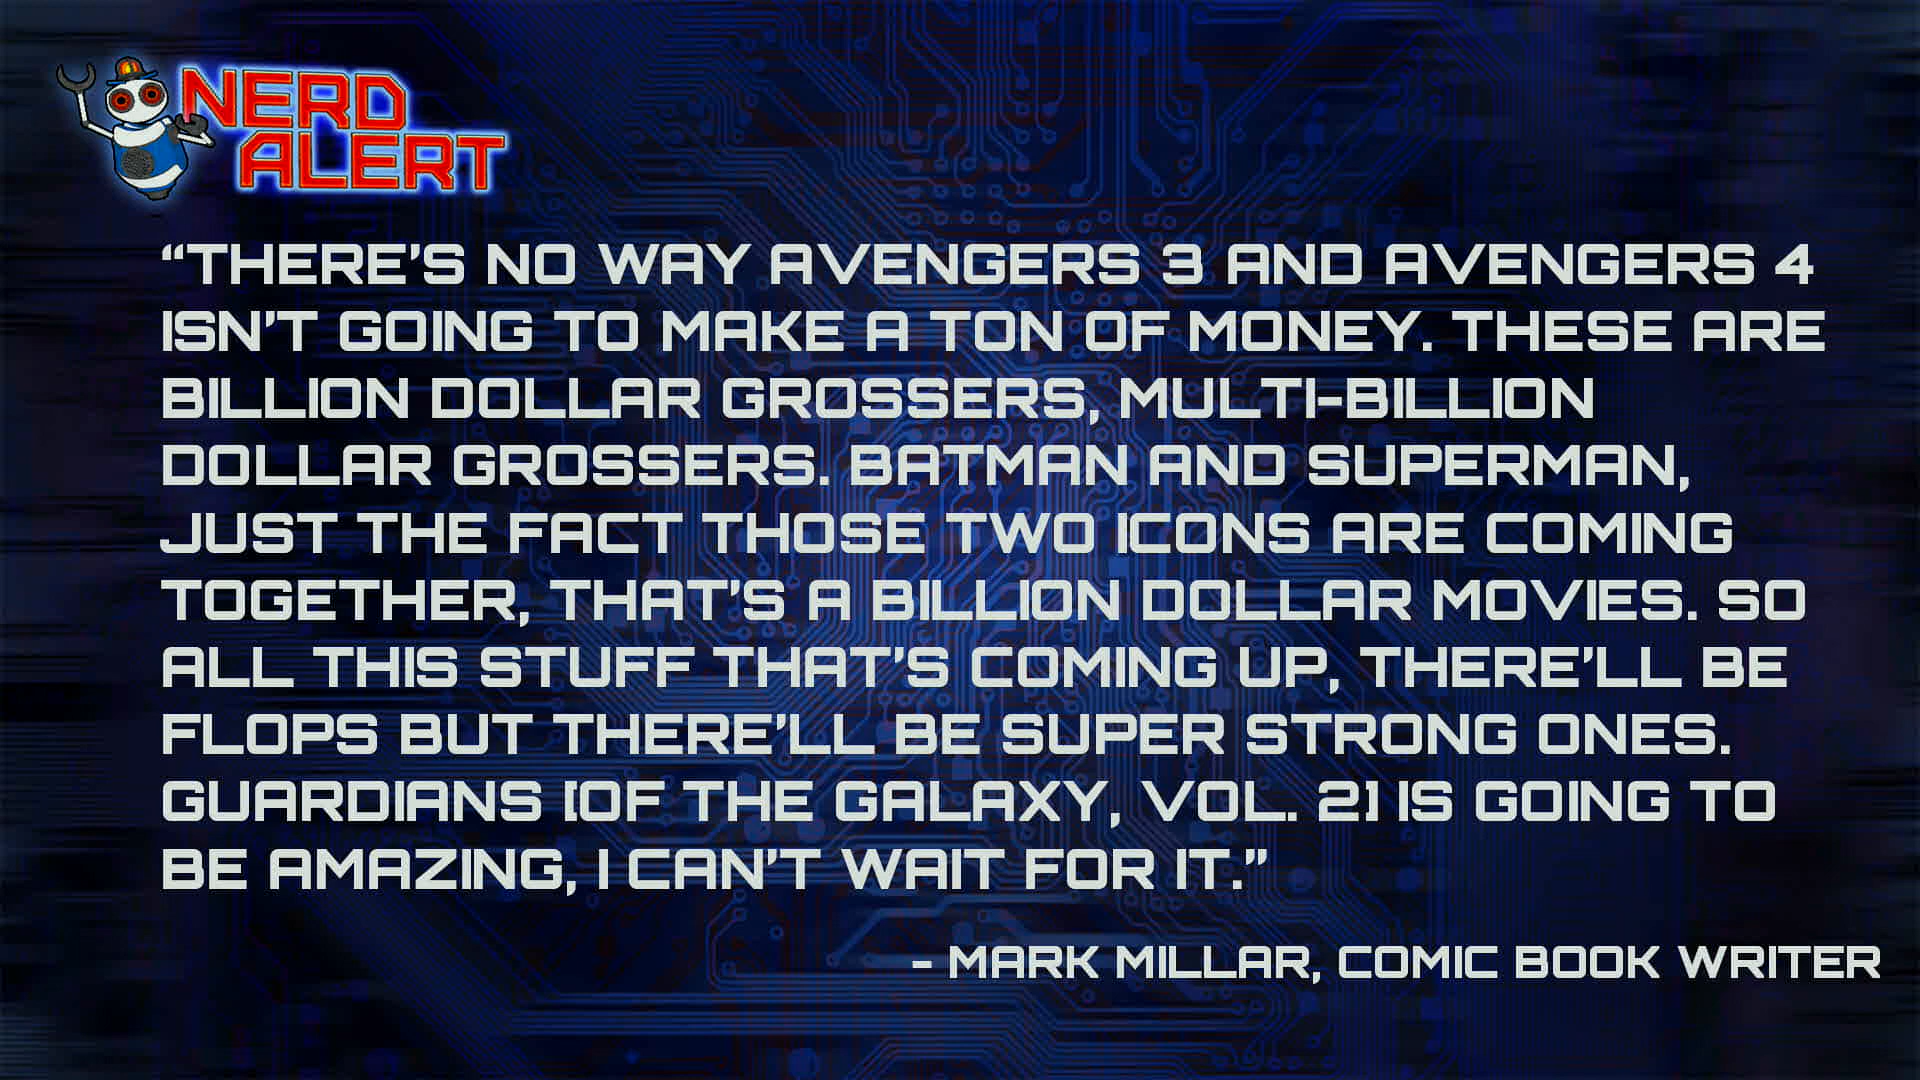 NERD
ALERT
“THERE’S NO WAY AVENGERS 3 AND AVENGERS 4
ISN’T GOING TO MAKE A TON OF MONEY. THESE ARE
BILLION DOLLAR GROSSERS, MULTI-BILLION
DOLLAR GROSSERS. BATMAN AND SUPERMAN,
JUST THE FACT THOSE TWO ICONS ARE COMING
TOGETHER, THAT’S A BILLION DOLLAR MOVIES. SO
ALL THIS STUFF THAT’S COMING UP, THERE’LL BE
FLOPS BUT THERE’LL BE SUPER STRONG ONES.
GUARDIANS [OF THE GALAXY, VOL. 2] IS GOING TO
BE AMAZING, I CAN’T WAIT FOR IT.”
- MARK MILLAR, COMIC BOOK WRITER